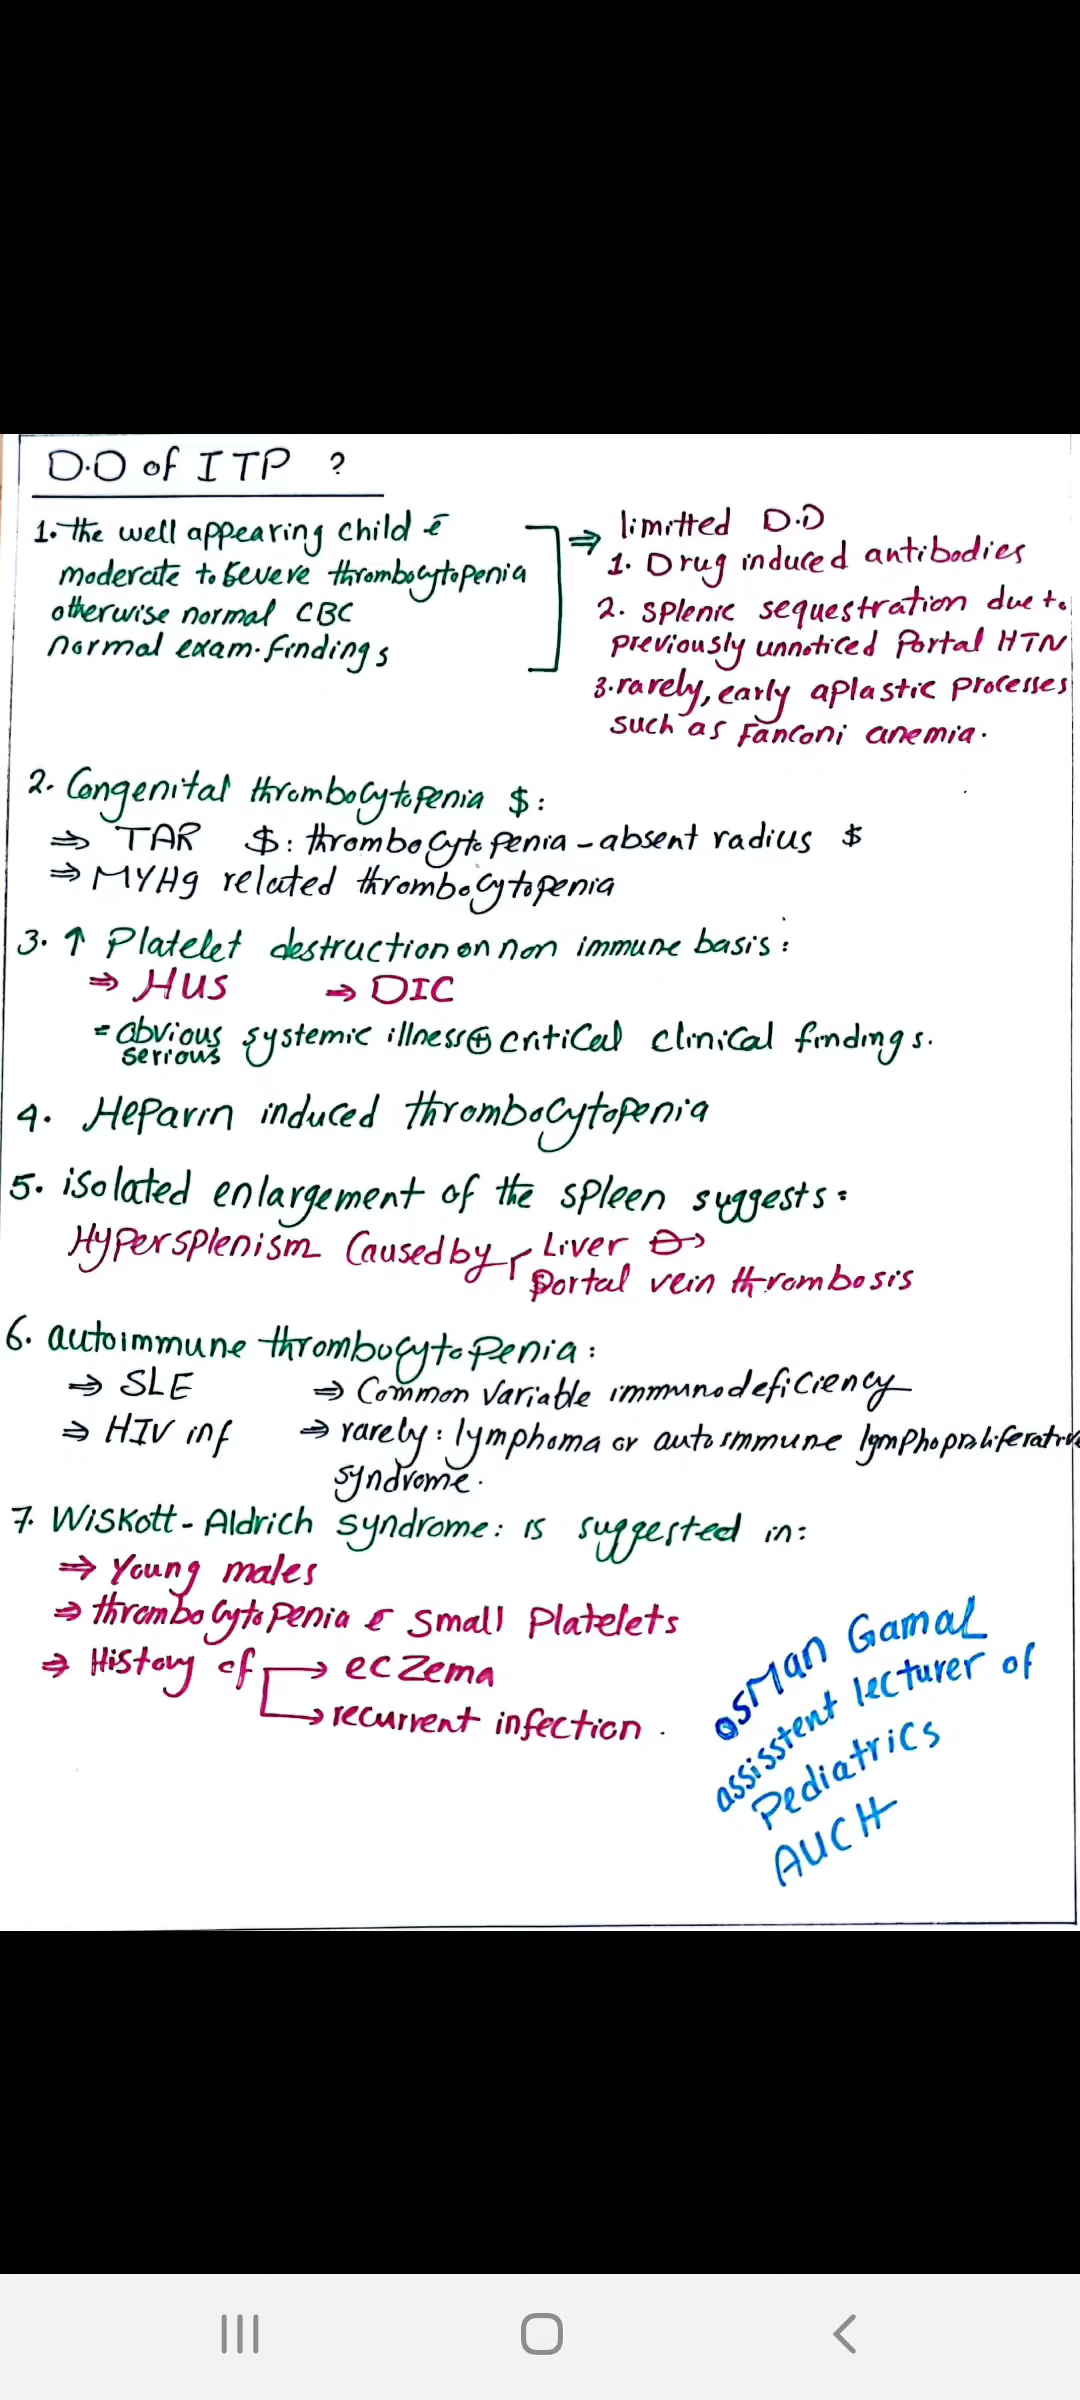 D.D of ITP ?
1. The well appearing child c̄
moderate to severe thrombocytopenia
otherwise normal CBC
normal exam. findings
⇒ limitted D.D
1. Drug induced antibodies
2. splenic sequestration due to
previously unnoticed Portal HTN
3. rarely, early aplastic processes
such as Fanconi anemia.
2. Congenital thrombocytopenia $:
⇒ TAR $: thrombocytopenia - absent radius $
⇒ MYH9 related thrombocytopenia
3. ↑ Platelet destruction on non immune basis:
⇒ HUS ⇒ DIC
= obvious systemic illness ⊕ critical clinical findings.
serious
4. Heparin induced thrombocytopenia
5. isolated enlargement of the spleen suggests:
Hypersplenism Caused by Liver
portal vein thrombosis
6. autoimmune thrombocytopenia:
⇒ SLE ⇒ Common variable immunodeficiency
⇒ HIV inf ⇒ rarely: lymphoma or autoimmune lymphoproliferative
syndrome.
7. Wiskott-Aldrich syndrome: is suggested in:
⇒ Young males
⇒ thrombocytopenia c̄ small Platelets
⇒ History of → eczema
→ recurrent infection.
osman Gamal
assisstent lecturer of
Pediatrics
AUCH